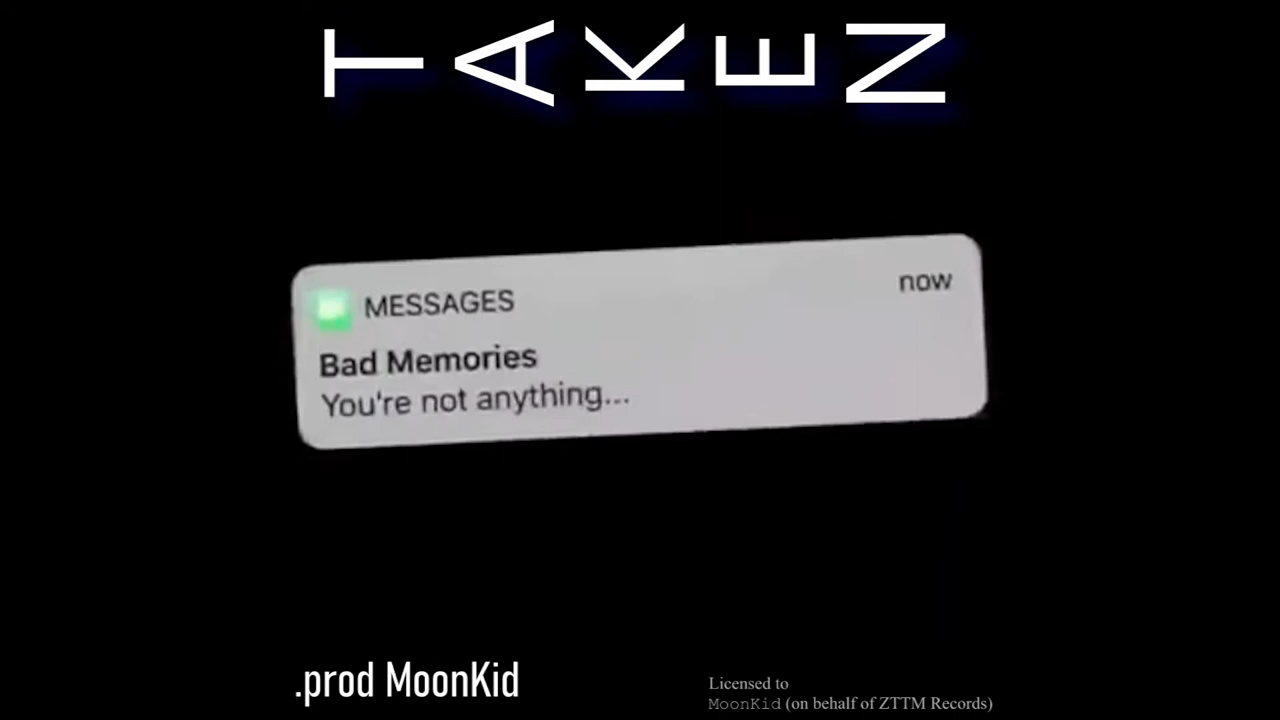 TAKEN
MESSAGES now
Bad Memories
You're not anything...
.prod MoonKid
Licensed to
MoonKid (on behalf of ZTTM Records)